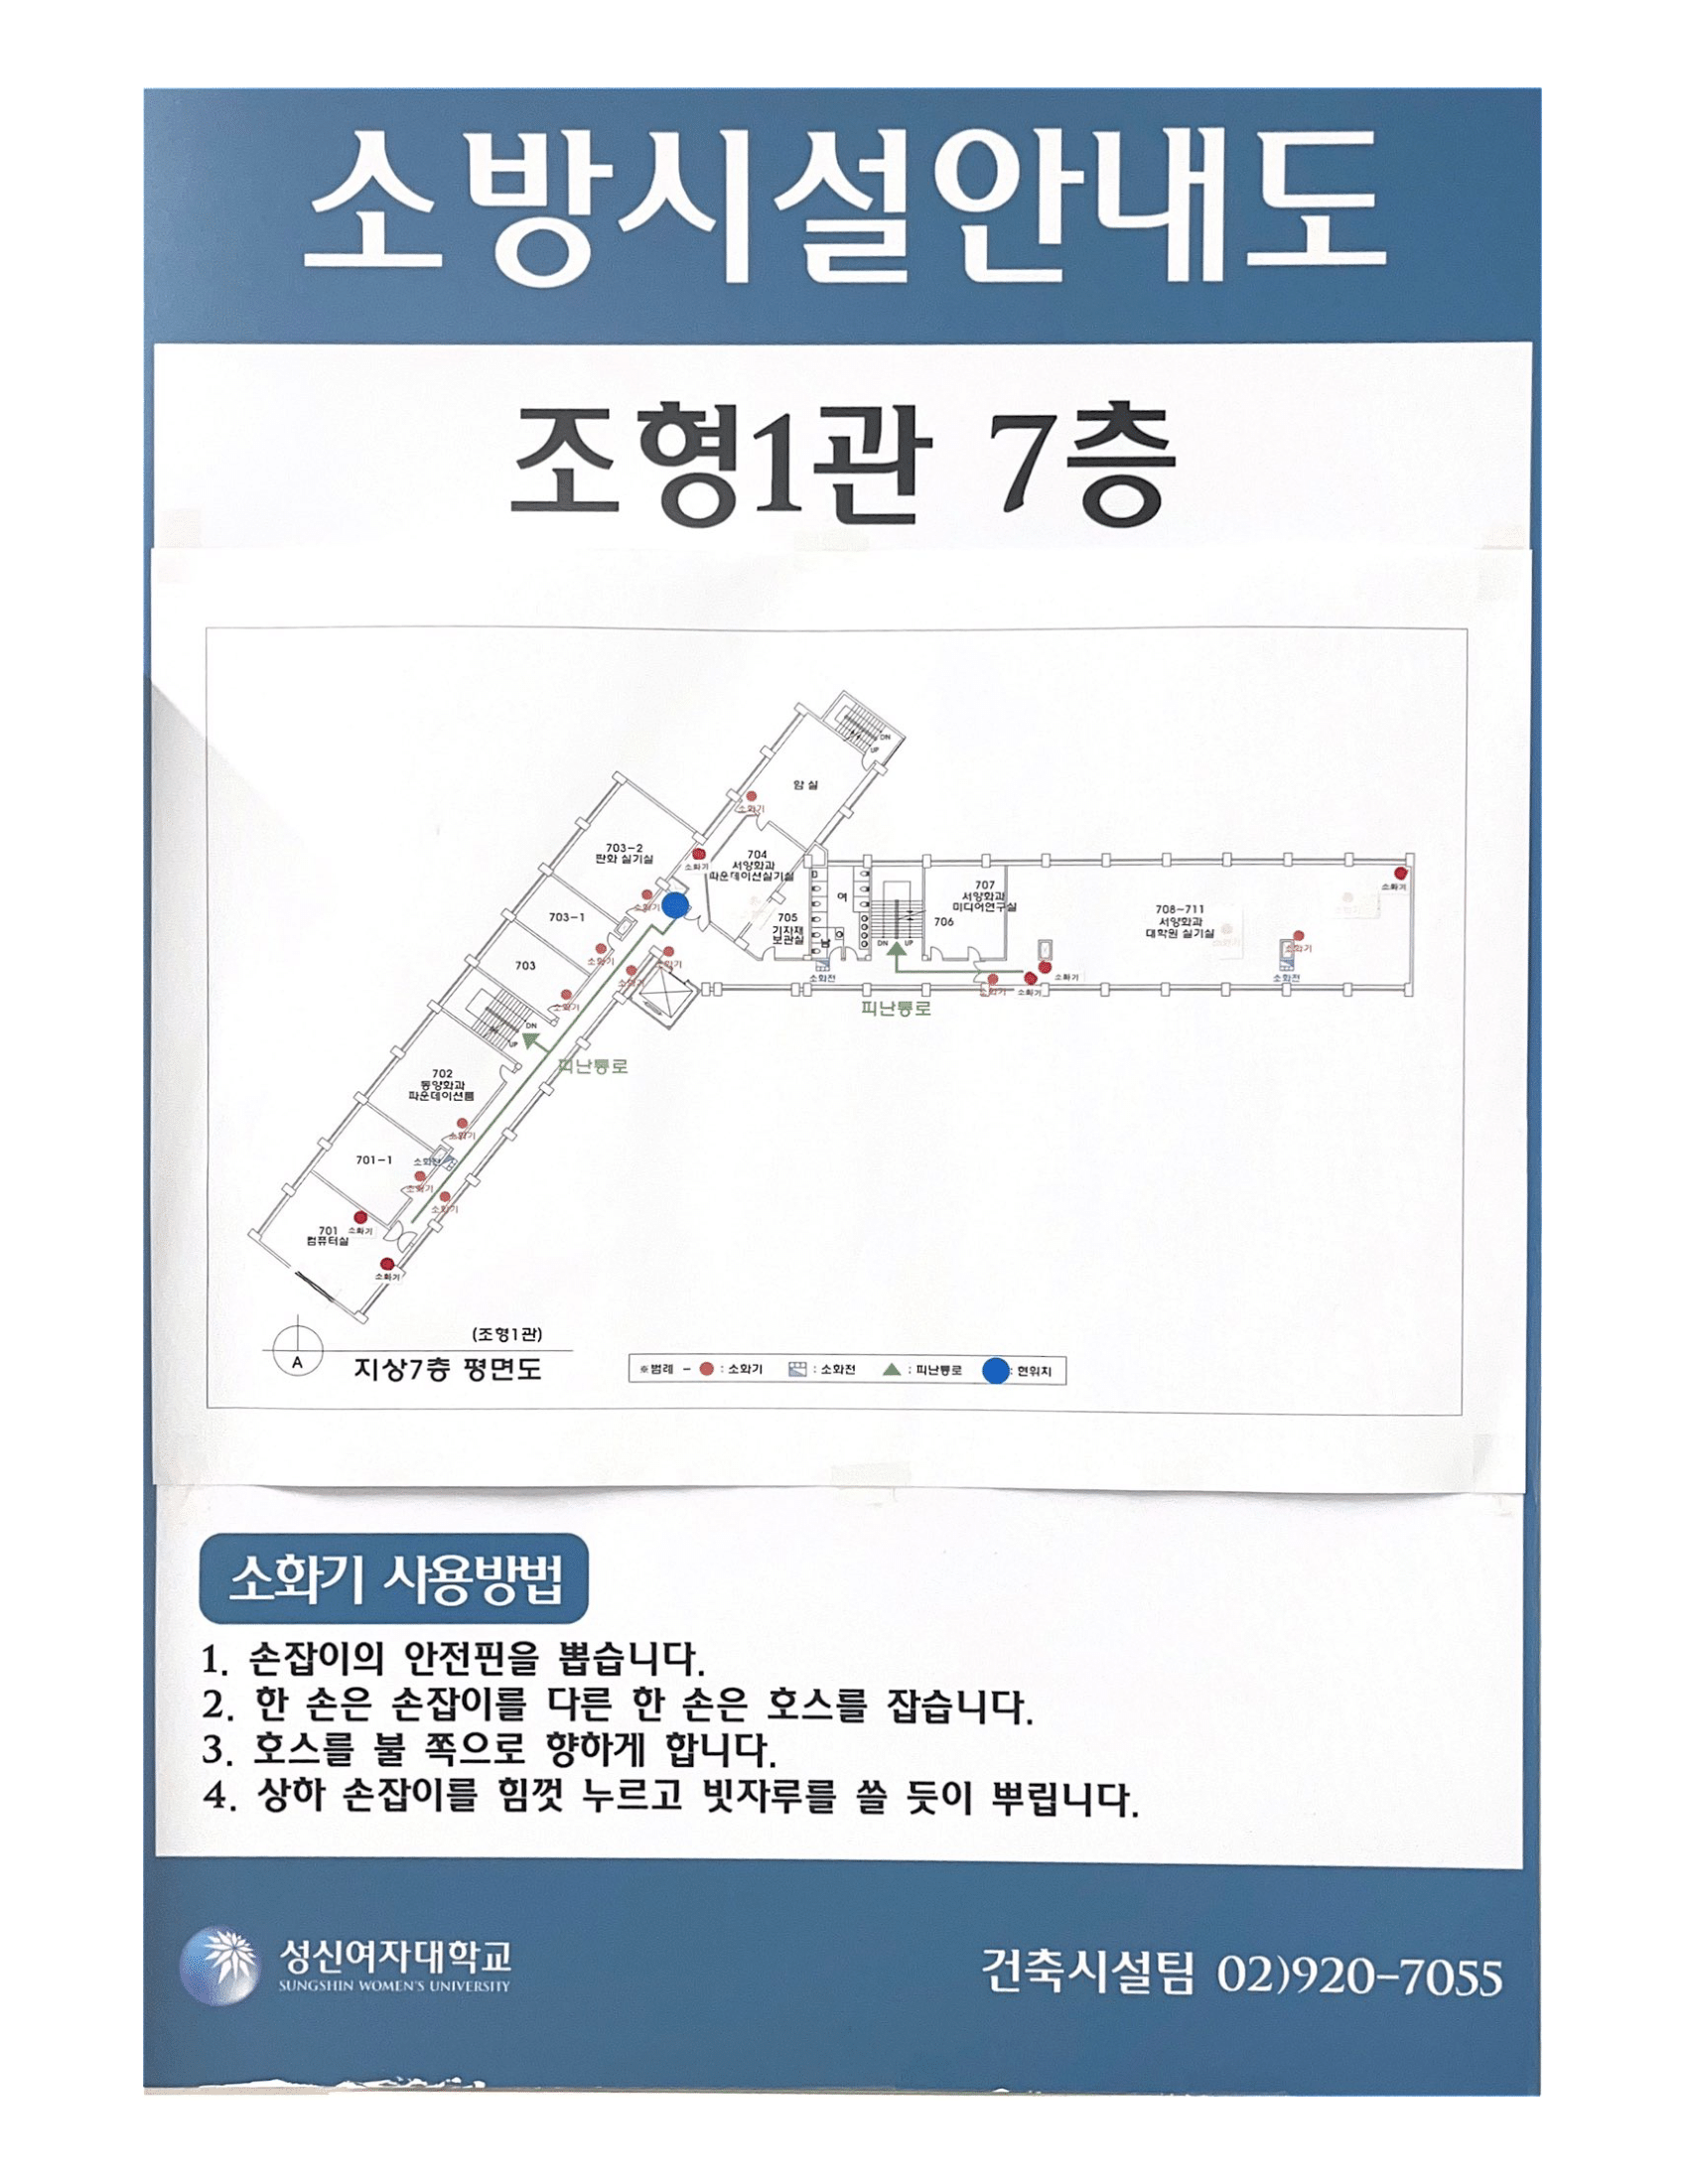 소방시설안내도
조형1관 7층
DN
UP
암실
소화기
703-2
판화 실기실
소화기
704
서양화과
파운데이션실기실
소화기
703-1
소화기
703
소화기
소화기
소화기
705
기자재
보관실
여
남
소화전
DN UP
706
707
서양화과
미디어연구실
708-711
서양화과
대학원 실기실
소화기
소화기
소화전
소화기
소화기
소화기
피난통로
DN
UP
피난통로
702
동양화과
파운데이션룸
소화기
701-1
소화전
소화기
소화기
701
컴퓨터실
소화기
소화기
A
(조형1관)
지상7층 평면도
※범례 - : 소화기 : 소화전 : 피난통로 : 현위치
소화기 사용방법
1. 손잡이의 안전핀을 뽑습니다.
2. 한 손은 손잡이를 다른 한 손은 호스를 잡습니다.
3. 호스를 불 쪽으로 향하게 합니다.
4. 상하 손잡이를 힘껏 누르고 빗자루를 쓸 듯이 뿌립니다.
성신여자대학교
SUNGSHIN WOMEN'S UNIVERSITY
건축시설팀 02)920-7055